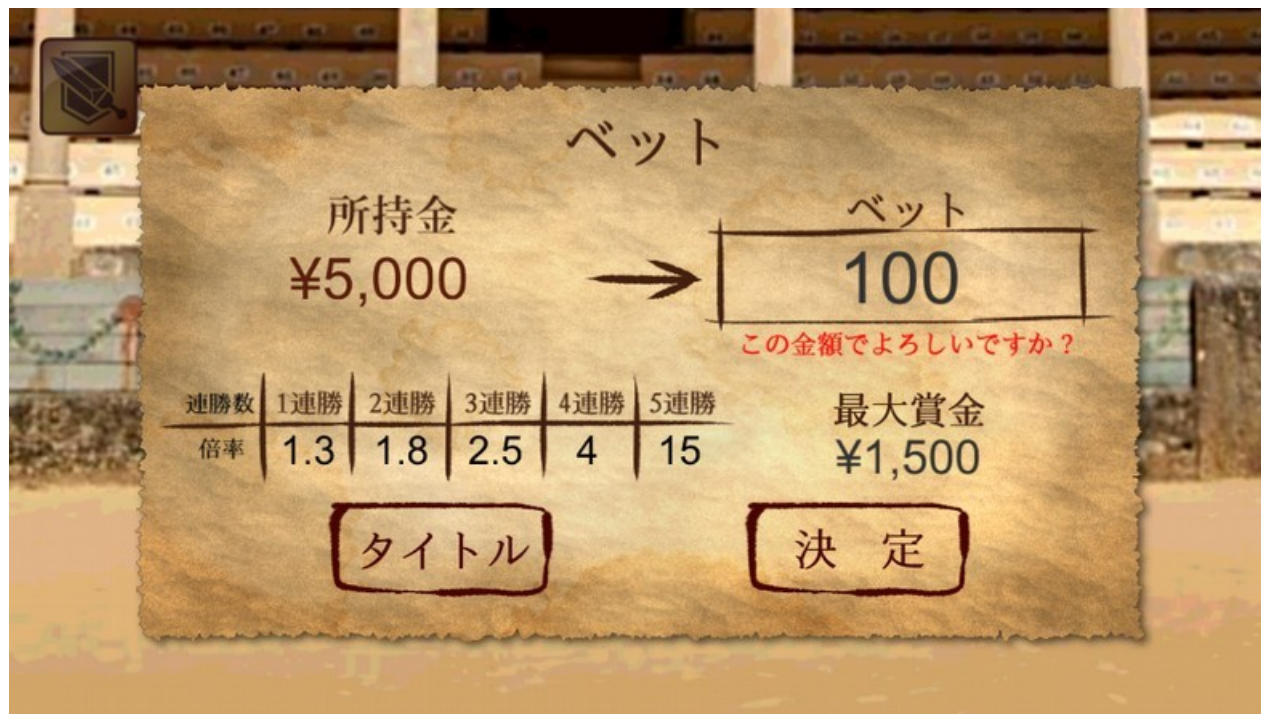 ベット
所持金
ベット
¥5,000
100
この金額でよろしいですか？
連勝数 1連勝 2連勝 3連勝 4連勝 5連勝
倍率 1.3 1.8 2.5 4 15
最大賞金
¥1,500
タイトル
決 定